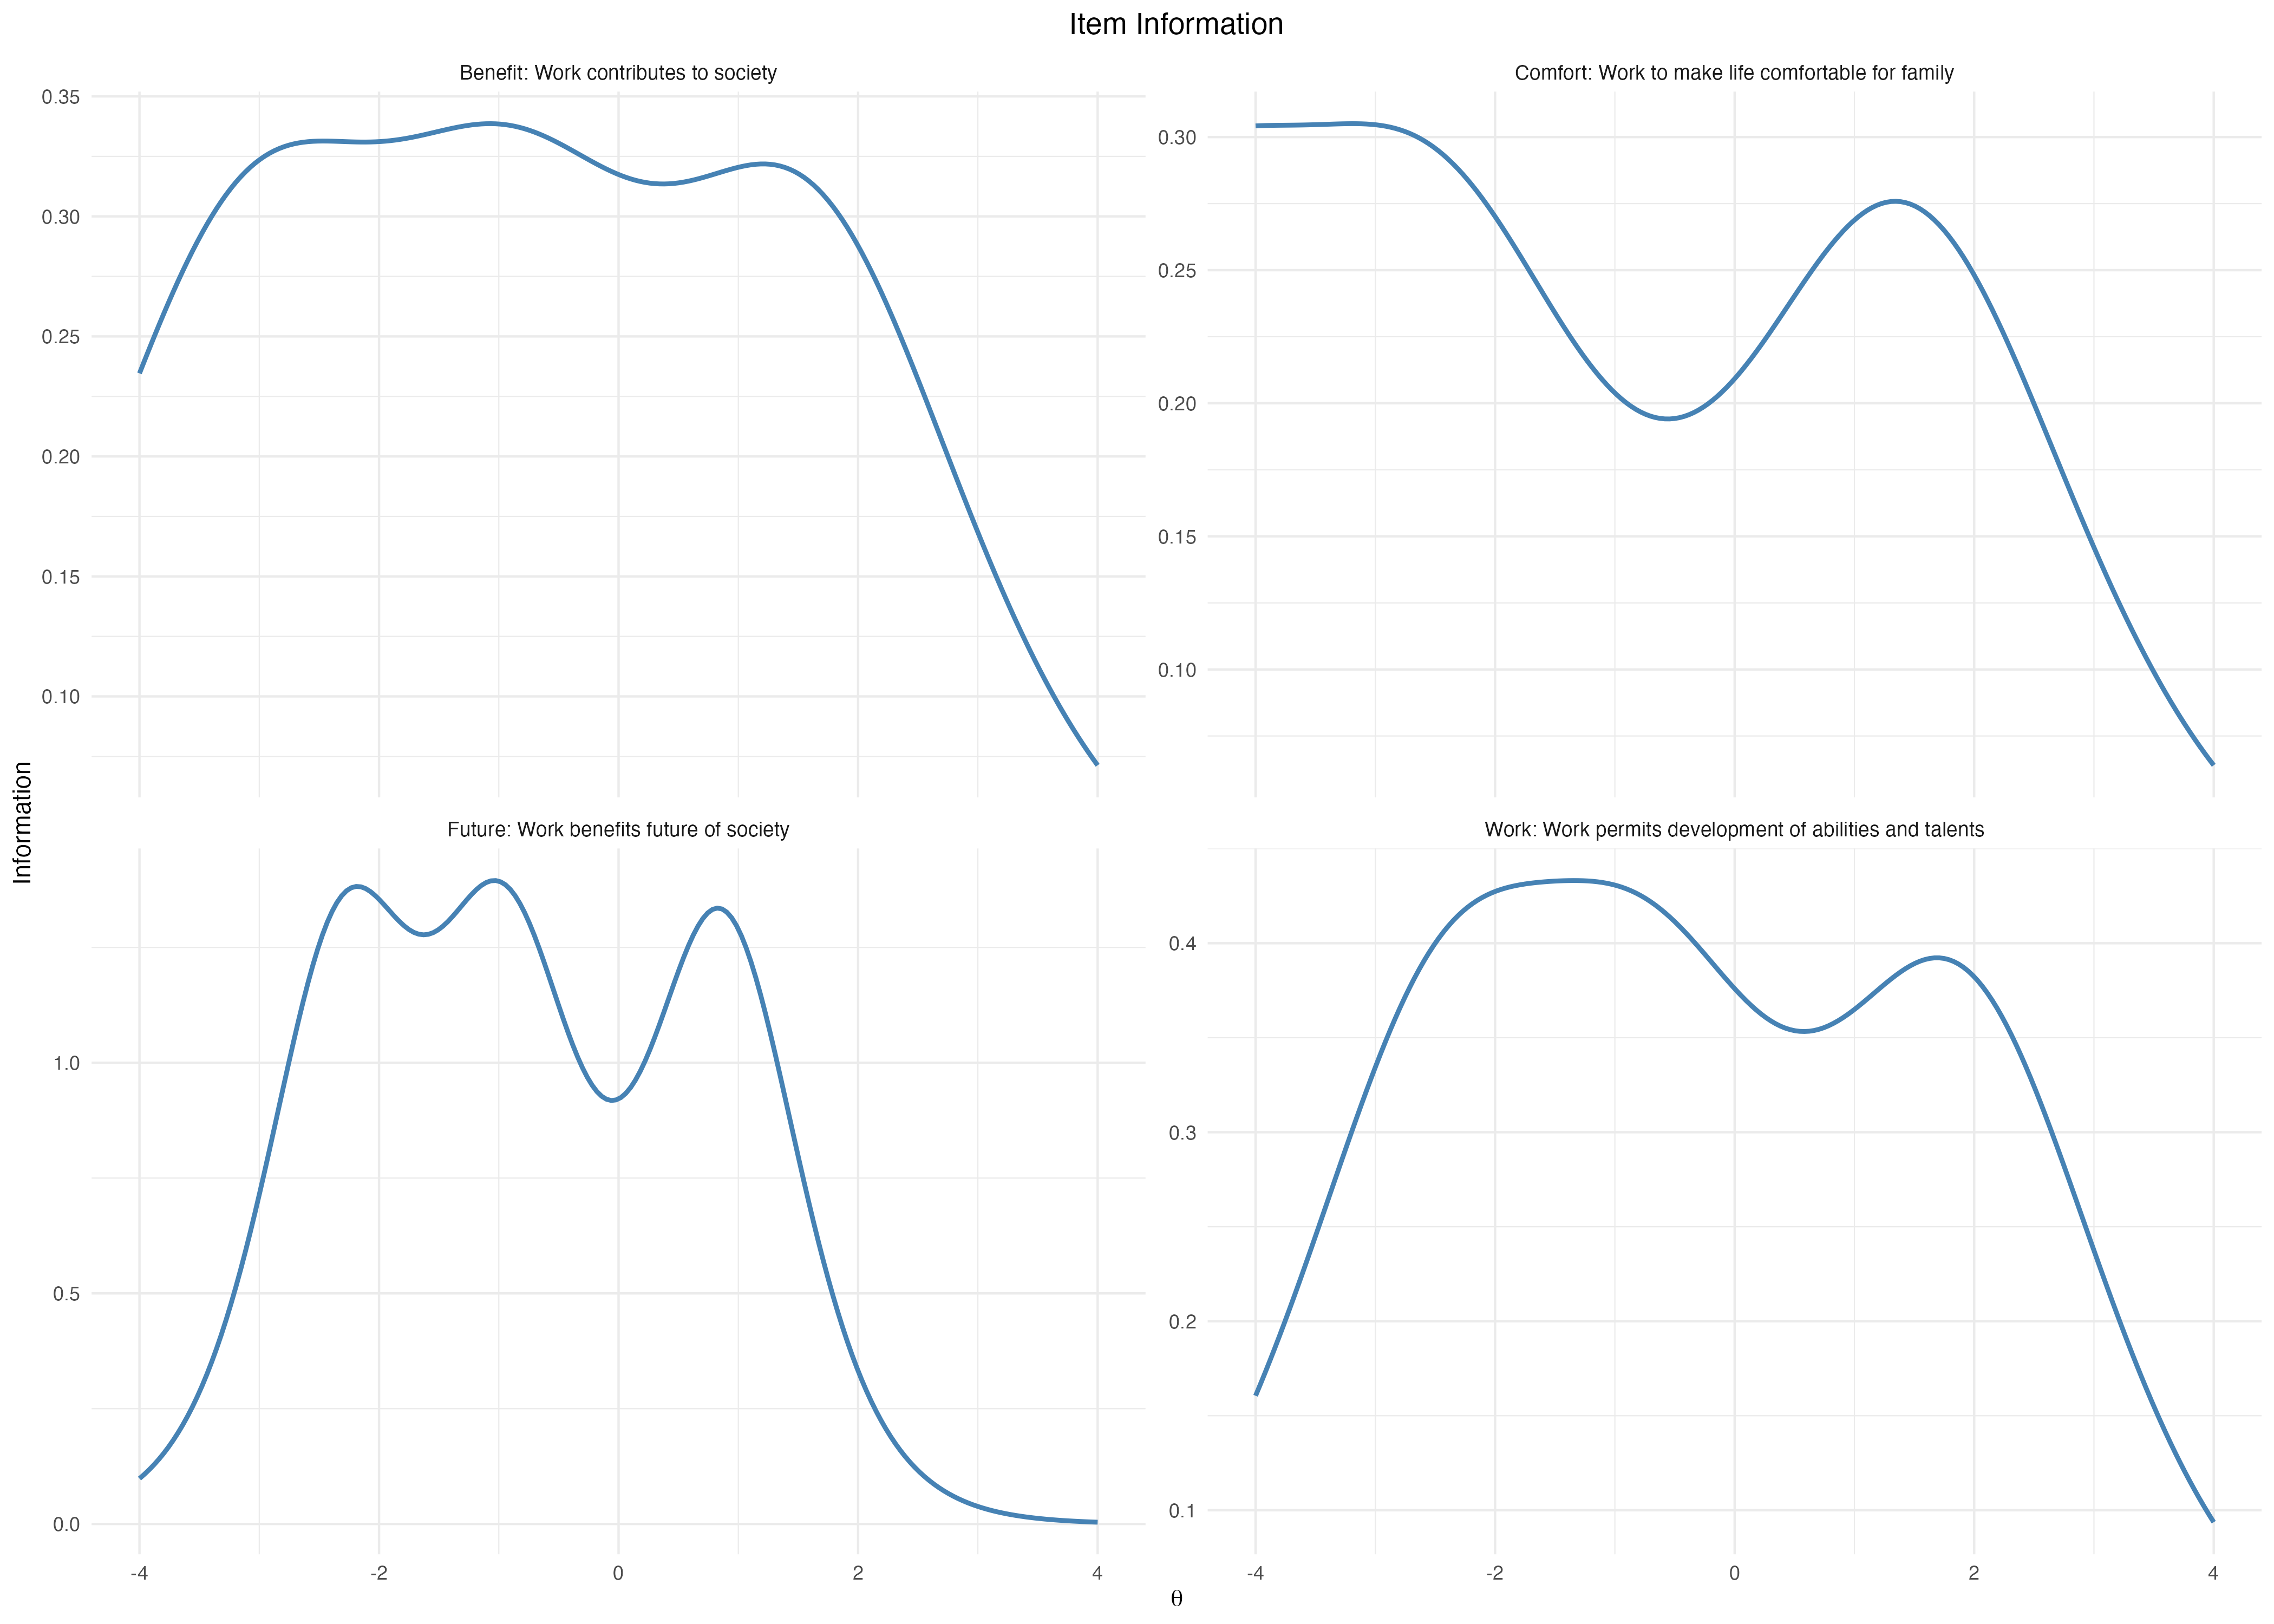 Item Information
Benefit: Work contributes to society
Comfort: Work to make life comfortable for family
0.35
0.30
0.25
0.20
0.15
0.10
0.30
0.25
0.20
0.15
0.10
Information
Future: Work benefits future of society
Work: Work permits development of abilities and talents
1.0
0.5
0.0
0.4
0.3
0.2
0.1
-4 -2 0 2 4
-4 -2 0 2 4
θ